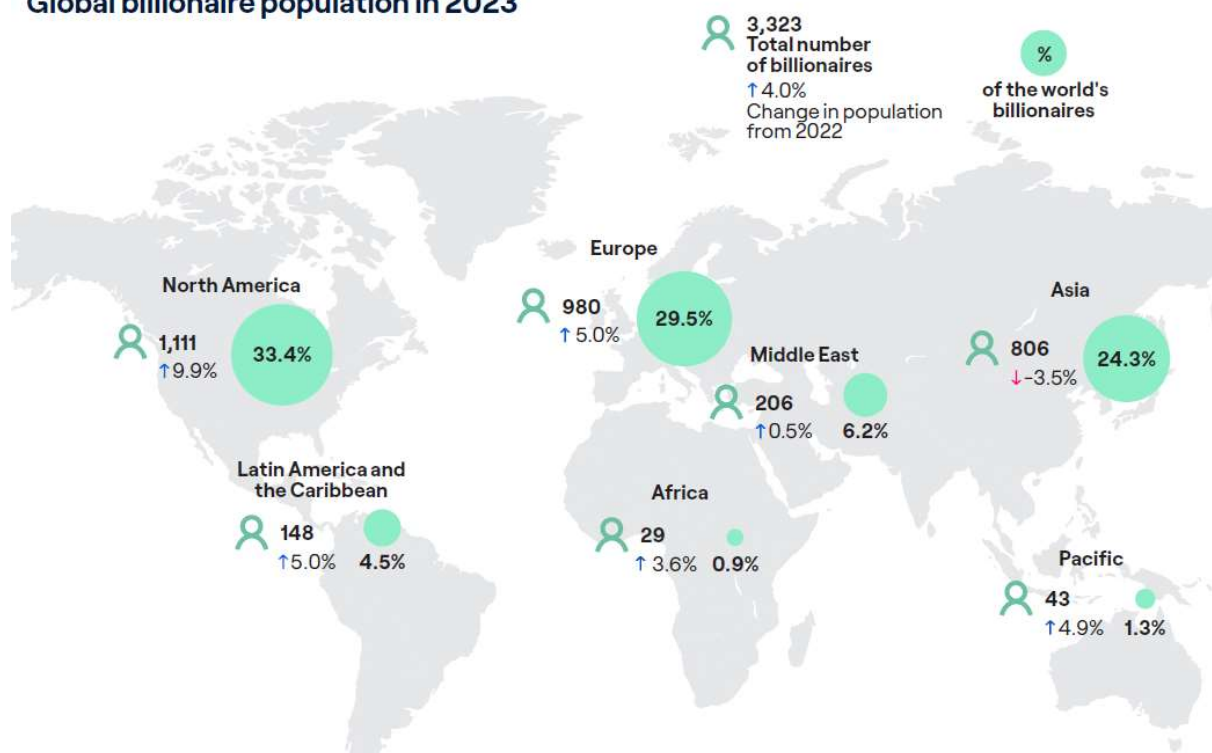 Global billionaire population in 2023
3,323
Total number
of billionaires
↑ 4.0%
Change in population
from 2022
%
of the world's
billionaires
North America
1,111
↑9.9%
33.4%
Europe
980
↑ 5.0%
29.5%
Asia
806
↓-3.5%
24.3%
Middle East
206
↑0.5%
6.2%
Latin America and
the Caribbean
148
↑5.0%
4.5%
Africa
29
↑ 3.6%
0.9%
Pacific
43
↑4.9%
1.3%